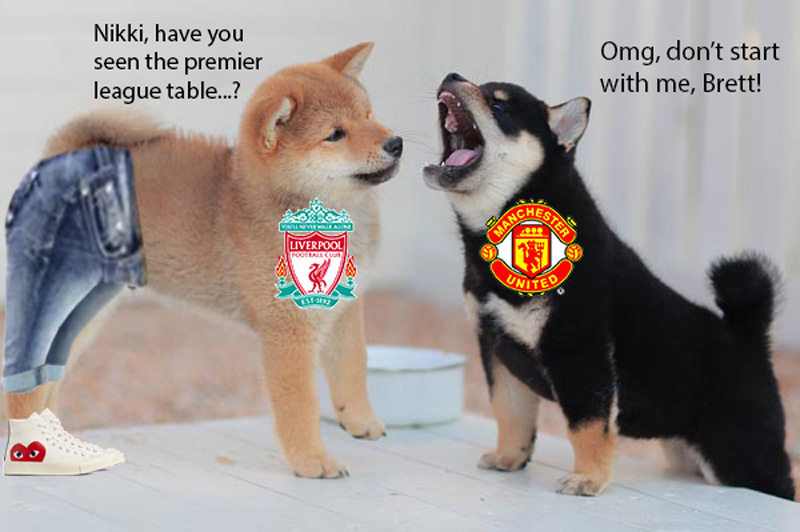 Nikki, have you
seen the premier
league table...?
Omg, don't start
with me, Brett!
YOU'LL NEVER WALK ALONE
LIVERPOOL
FOOTBALL CLUB
EST·1892
MANCHESTER
UNITED